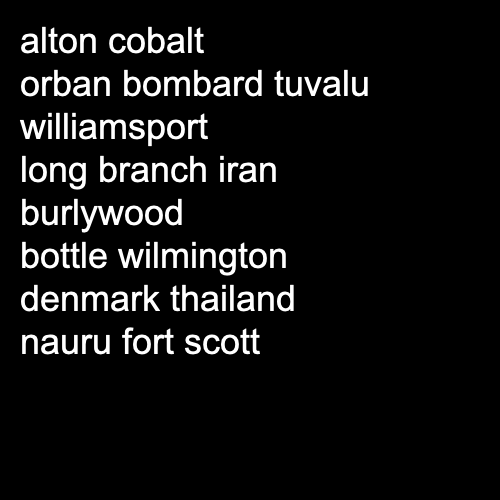 alton cobalt
orban bombard tuvalu
williamsport
long branch iran
burlywood
bottle wilmington
denmark thailand
nauru fort scott